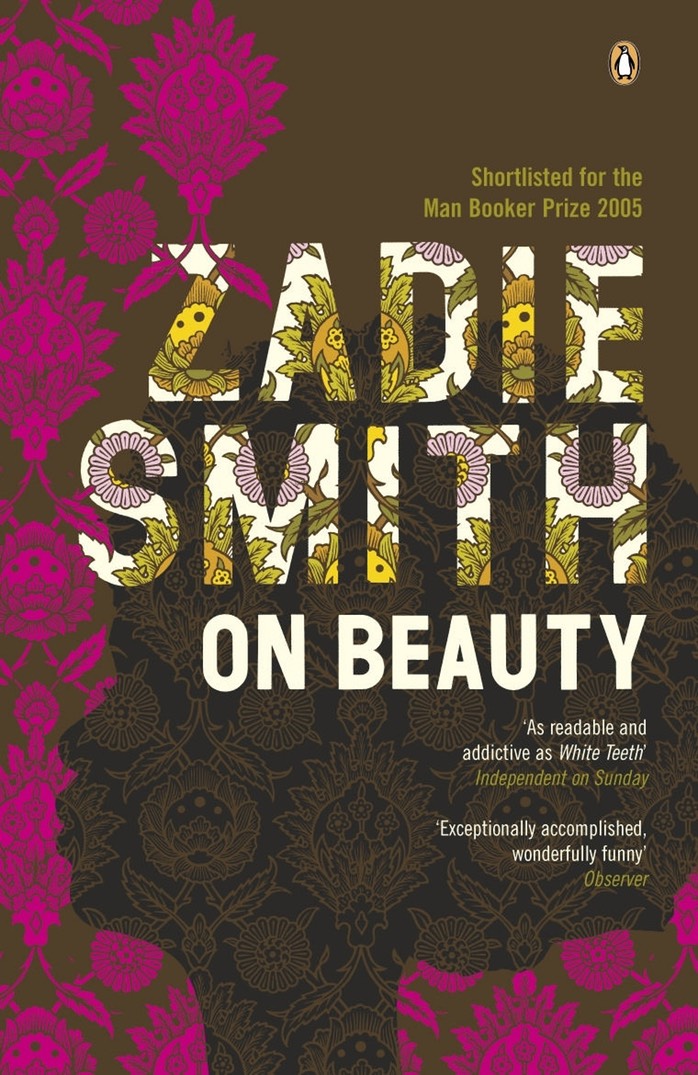 Shortlisted for the
Man Booker Prize 2005
ZADIE
SMITH
ON BEAUTY
‘As readable and
addictive as White Teeth’
Independent on Sunday
‘Exceptionally accomplished,
wonderfully funny’
Observer